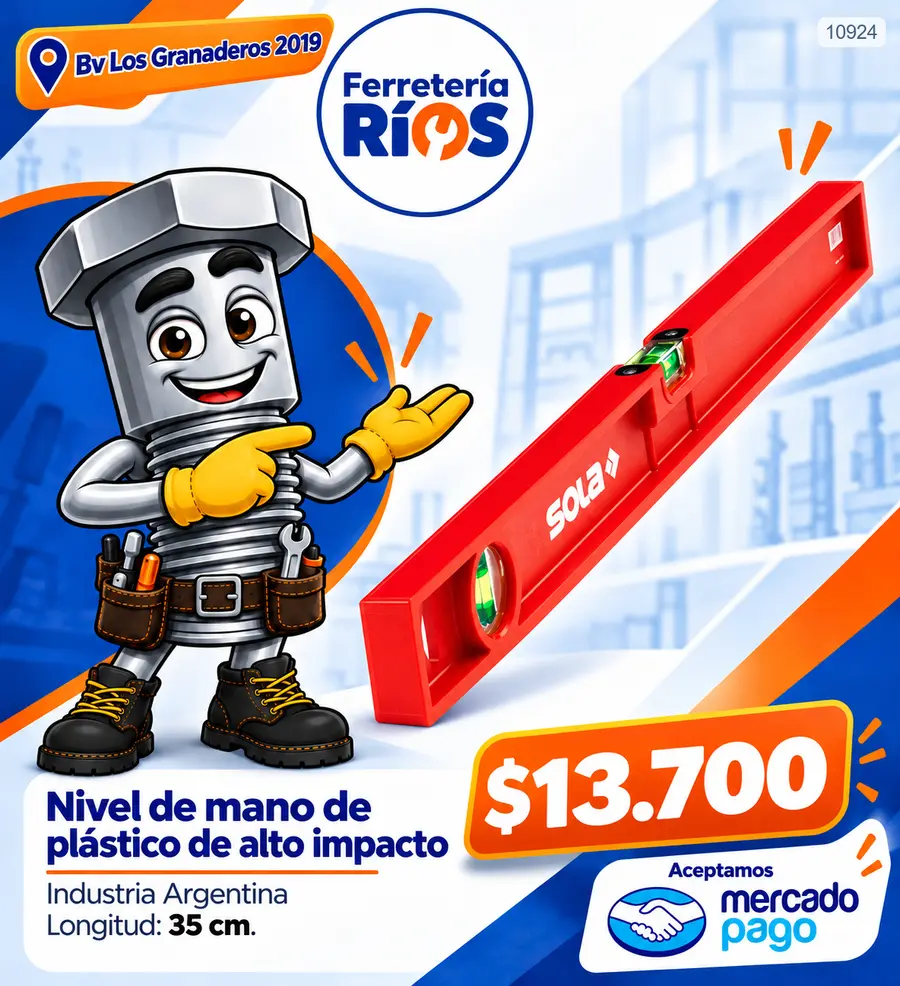 Bv Los Granaderos 2019
Ferretería
RÍOS
10924
SOLA
Nivel de mano de
plástico de alto impacto
Industria Argentina
Longitud: 35 cm.
$13.700
Aceptamos
mercado
pago